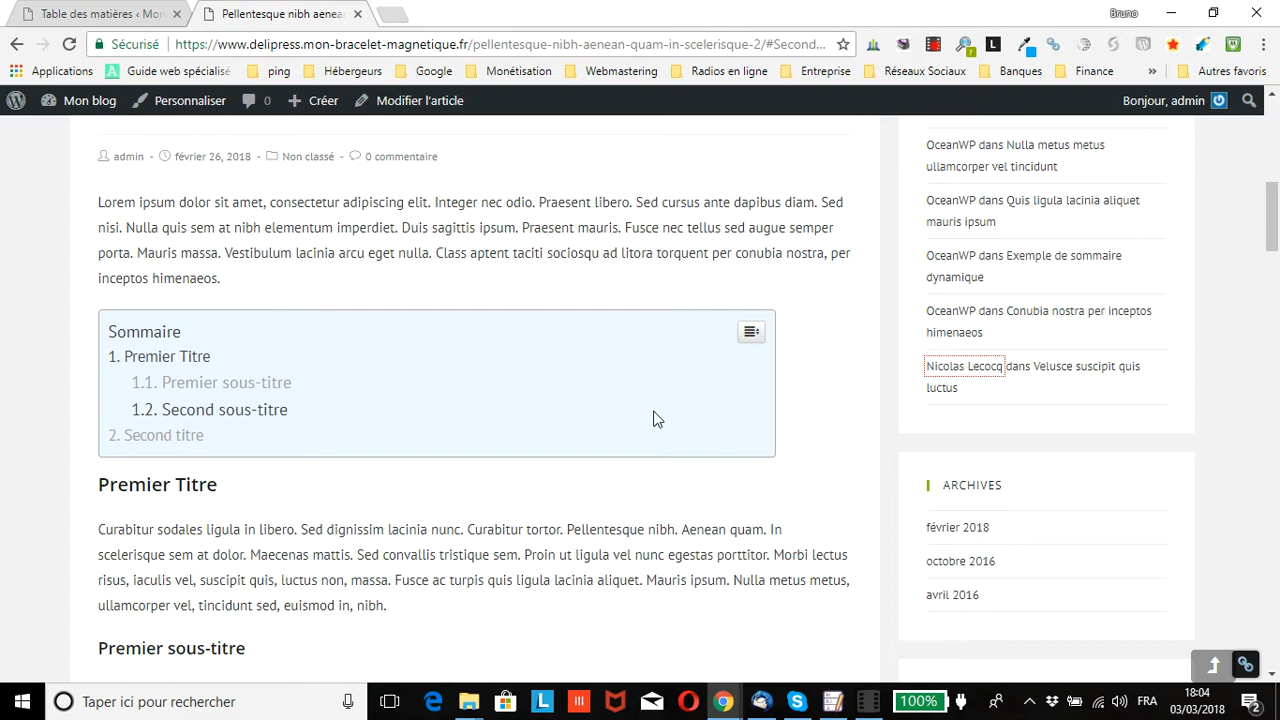 Table des matières ‹ Mon
Pellentesque nibh aenea
Bruno
Sécurisé
https://www.delipress.mon-bracelet-magnetique.fr/pellentesque-nibh-aenean-quam-in-scelerisque-2/#Second...
Applications
Guide web spécialisé
ping
Hébergeurs
Google
Monétisation
Webmastering
Radios en ligne
Entreprise
Réseaux Sociaux
Banques
Finance
»
Autres favoris
Mon blog
Personnaliser
0
Créer
Modifier l'article
Bonjour, admin
admin - février 26, 2018 - Non classé - 0 commentaire
Lorem ipsum dolor sit amet, consectetur adipiscing elit. Integer nec odio. Praesent libero. Sed cursus ante dapibus diam. Sed
nisi. Nulla quis sem at nibh elementum imperdiet. Duis sagittis ipsum. Praesent mauris. Fusce nec tellus sed augue semper
porta. Mauris massa. Vestibulum lacinia arcu eget nulla. Class aptent taciti sociosqu ad litora torquent per conubia nostra, per
inceptos himenaeos.
Sommaire
1. Premier Titre
1.1. Premier sous-titre
1.2. Second sous-titre
2. Second titre
Premier Titre
Curabitur sodales ligula in libero. Sed dignissim lacinia nunc. Curabitur tortor. Pellentesque nibh. Aenean quam. In
scelerisque sem at dolor. Maecenas mattis. Sed convallis tristique sem. Proin ut ligula vel nunc egestas porttitor. Morbi lectus
risus, iaculis vel, suscipit quis, luctus non, massa. Fusce ac turpis quis ligula lacinia aliquet. Mauris ipsum. Nulla metus metus,
ullamcorper vel, tincidunt sed, euismod in, nibh.
Premier sous-titre
OceanWP dans Nulla metus metus
ullamcorper vel tincidunt
OceanWP dans Quis ligula lacinia aliquet
mauris ipsum
OceanWP dans Exemple de sommaire
dynamique
OceanWP dans Conubia nostra per inceptos
himenaeos
Nicolas Lecocq dans Velusce suscipit quis
luctus
ARCHIVES
février 2018
octobre 2016
avril 2016
Taper ici pour rechercher
100%
FRA
18:04
03/03/2018
2